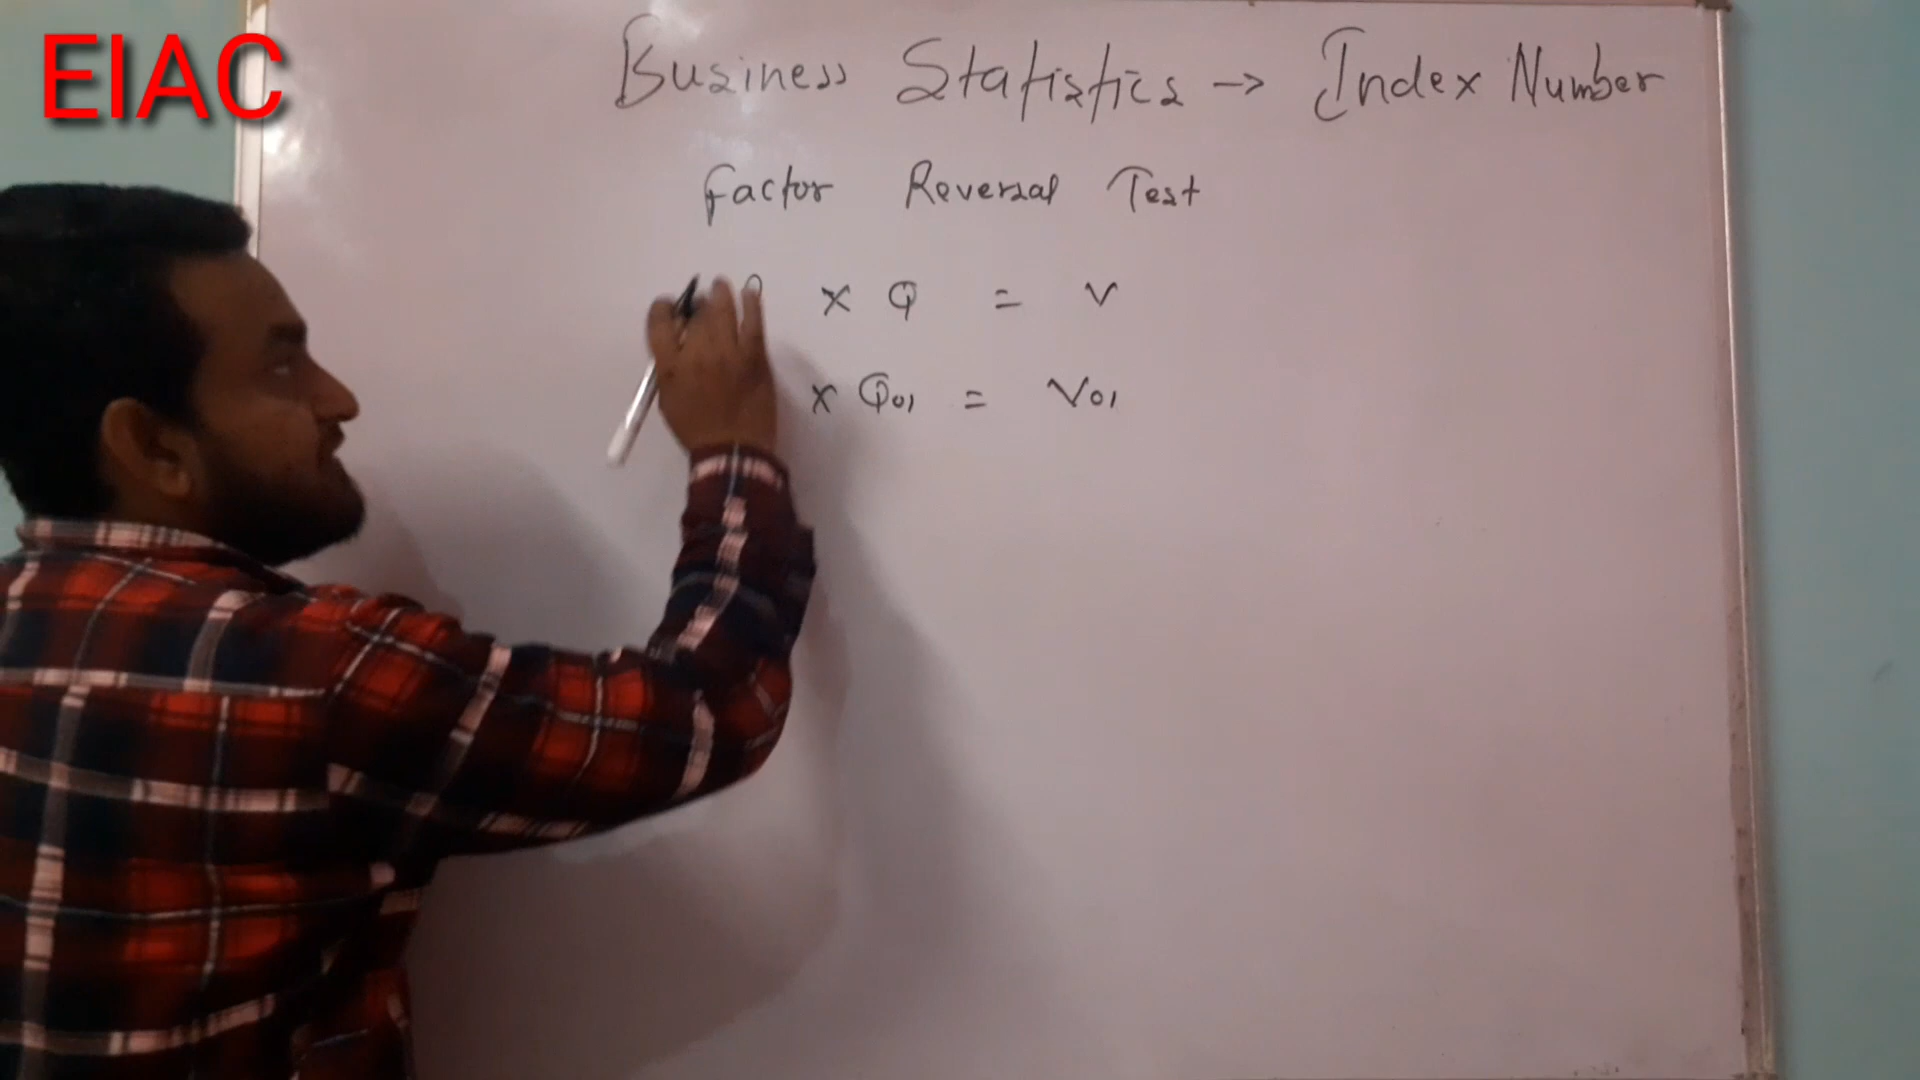 EIAC
Business Statistics → Index Number
Factor Reversal Test
× Q = V
× Q01 = V01